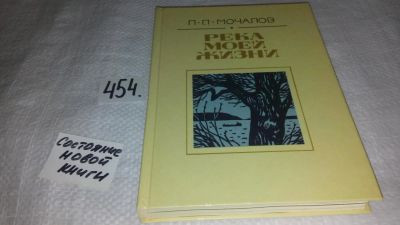 П·П·МОЧАЛОВ
РЕКА
МОЕЙ
ЖИЗНИ
454.
Состояние
новой
книги